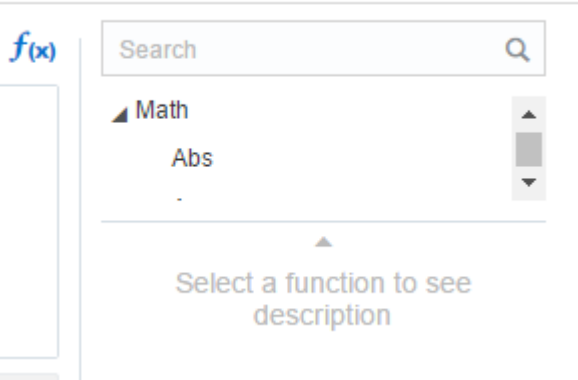 f(x)
Search
Math
Abs
Select a function to see
description